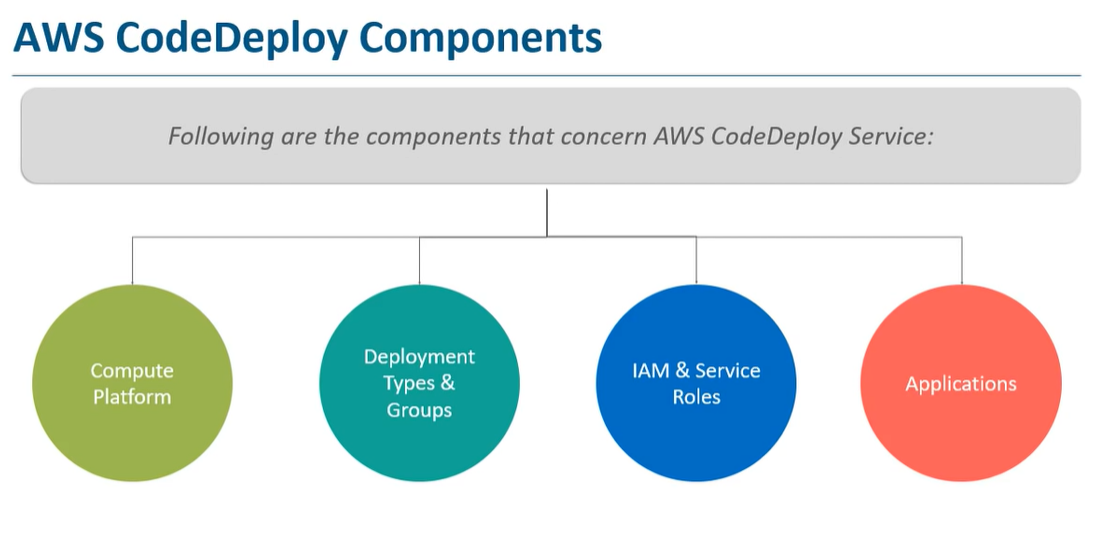 AWS CodeDeploy Components
Following are the components that concern AWS CodeDeploy Service:
Compute
Platform
Deployment
Types &
Groups
IAM & Service
Roles
Applications